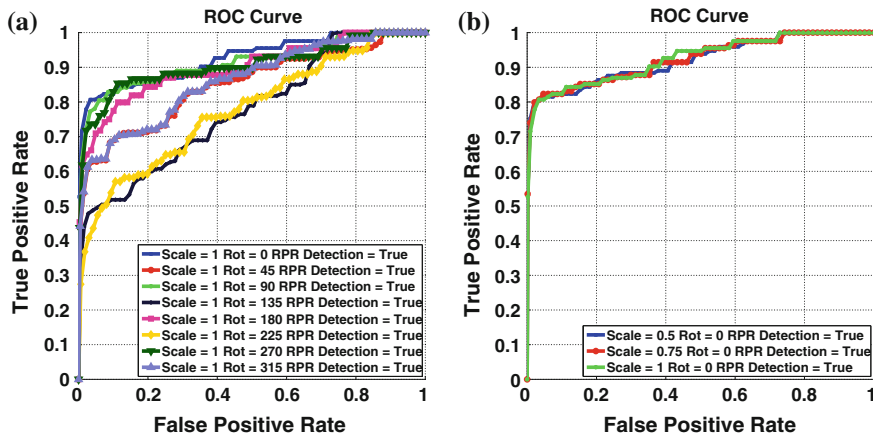 (a)
ROC Curve
1
0.9
0.8
0.7
0.6
0.5
0.4
0.3
0.2
0.1
0
True Positive Rate
Scale = 1 Rot = 0 RPR Detection = True
Scale = 1 Rot = 45 RPR Detection = True
Scale = 1 Rot = 90 RPR Detection = True
Scale = 1 Rot = 135 RPR Detection = True
Scale = 1 Rot = 180 RPR Detection = True
Scale = 1 Rot = 225 RPR Detection = True
Scale = 1 Rot = 270 RPR Detection = True
Scale = 1 Rot = 315 RPR Detection = True
0 0.2 0.4 0.6 0.8 1
False Positive Rate
(b)
ROC Curve
1
0.9
0.8
0.7
0.6
0.5
0.4
0.3
0.2
0.1
0
True Positive Rate
Scale = 0.5 Rot = 0 RPR Detection = True
Scale = 0.75 Rot = 0 RPR Detection = True
Scale = 1 Rot = 0 RPR Detection = True
0 0.2 0.4 0.6 0.8 1
False Positive Rate